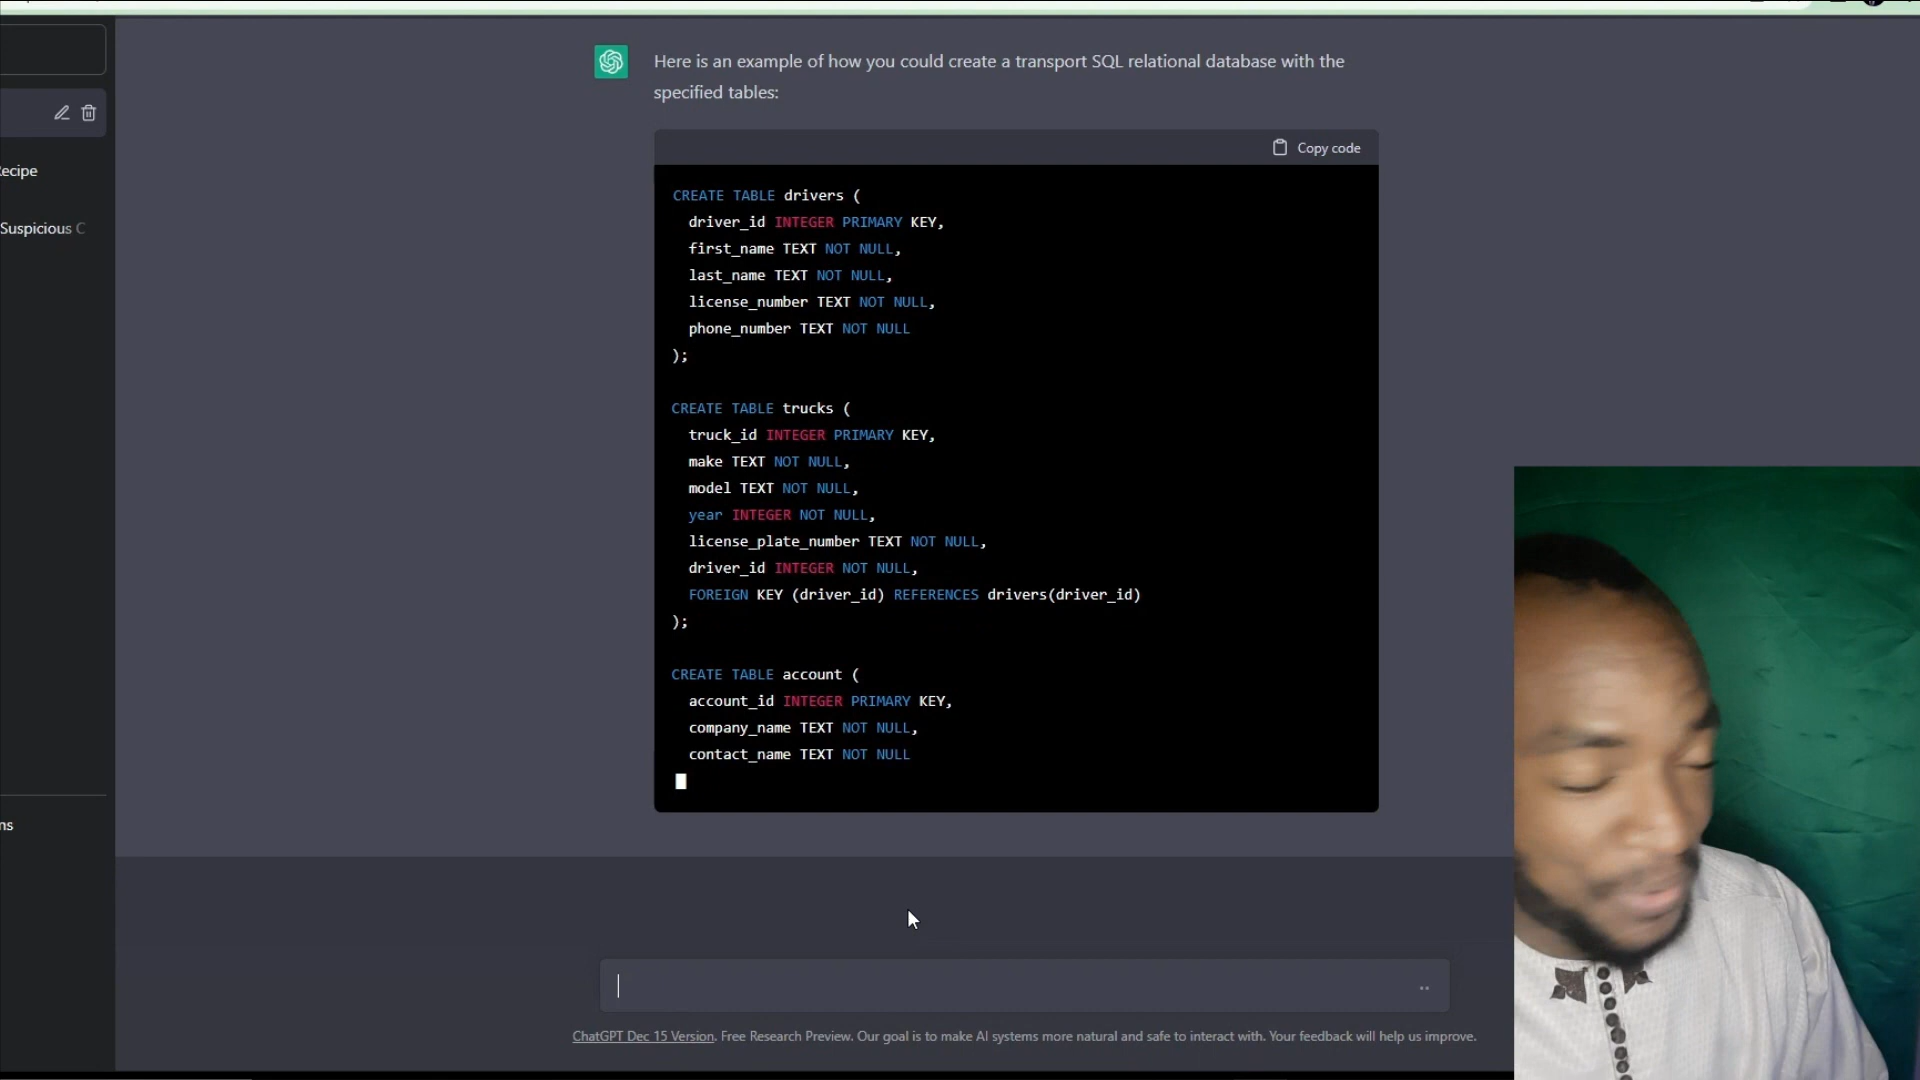 Here is an example of how you could create a transport SQL relational database with the
specified tables:
Copy code
ecipe
Suspicious C
ns
CREATE TABLE drivers (
driver_id INTEGER PRIMARY KEY,
first_name TEXT NOT NULL,
last_name TEXT NOT NULL,
license_number TEXT NOT NULL,
phone_number TEXT NOT NULL
);
CREATE TABLE trucks (
truck_id INTEGER PRIMARY KEY,
make TEXT NOT NULL,
model TEXT NOT NULL,
year INTEGER NOT NULL,
license_plate_number TEXT NOT NULL,
driver_id INTEGER NOT NULL,
FOREIGN KEY (driver_id) REFERENCES drivers(driver_id)
);
CREATE TABLE account (
account_id INTEGER PRIMARY KEY,
company_name TEXT NOT NULL,
contact_name TEXT NOT NULL
ChatGPT Dec 15 Version. Free Research Preview. Our goal is to make AI systems more natural and safe to interact with. Your feedback will help us improve.